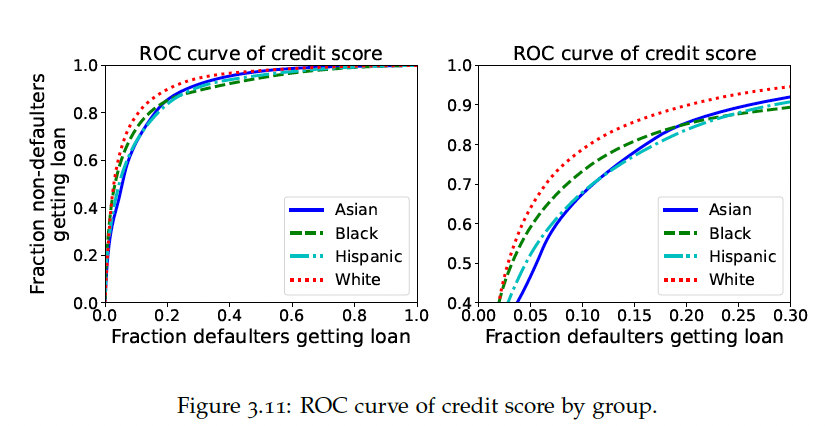 ROC curve of credit score
Fraction non-defaulters
getting loan
1.0
0.8
0.6
0.4
0.2
0.0
Asian
Black
Hispanic
White
0.0 0.2 0.4 0.6 0.8 1.0
Fraction defaulters getting loan
ROC curve of credit score
1.0
0.9
0.8
0.7
0.6
0.5
0.4
Asian
Black
Hispanic
White
0.00 0.05 0.10 0.15 0.20 0.25 0.30
Fraction defaulters getting loan
Figure 3.11: ROC curve of credit score by group.